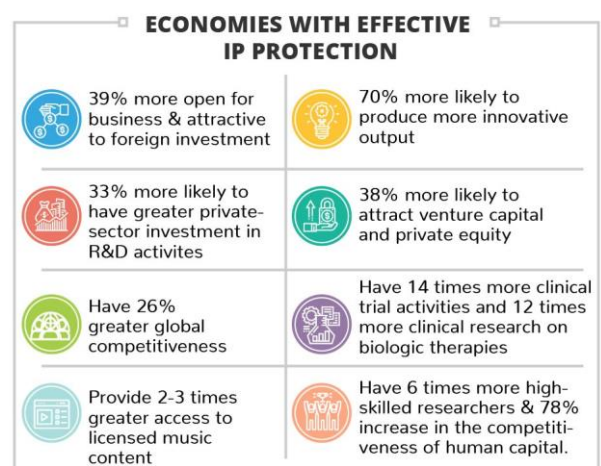 ECONOMIES WITH EFFECTIVE
IP PROTECTION
39% more open for
business & attractive
to foreign investment
70% more likely to
produce more innovative
output
33% more likely to
have greater private-
sector investment in
R&D activites
38% more likely to
attract venture capital
and private equity
Have 26%
greater global
competitiveness
Have 14 times more clinical
trial activities and 12 times
more clinical research on
biologic therapies
Provide 2-3 times
greater access to
licensed music
content
Have 6 times more high-
skilled researchers & 78%
increase in the competiti-
veness of human capital.